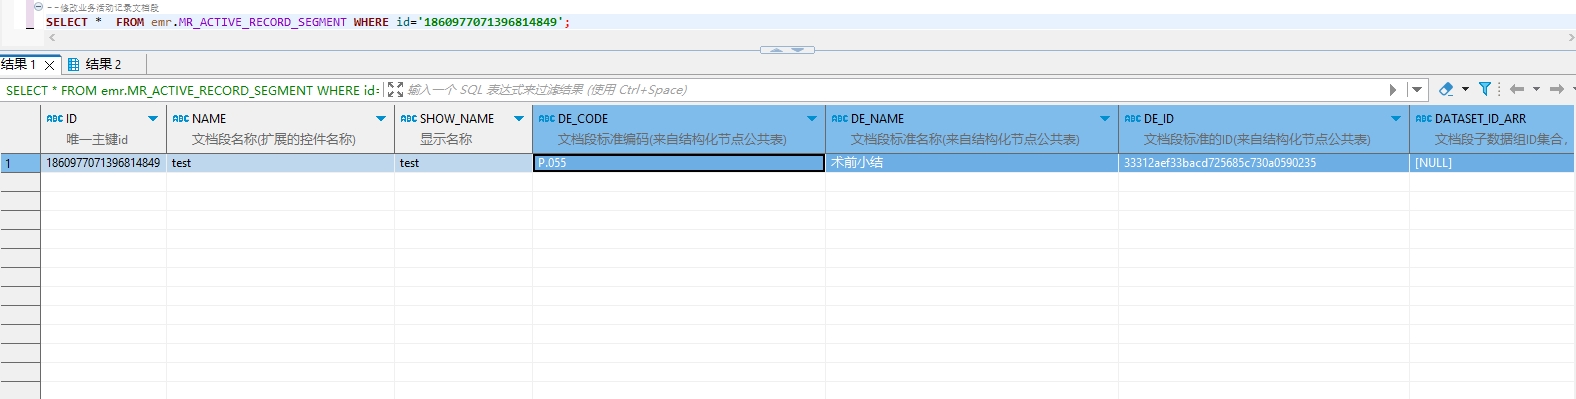 --修改业务活动记录文档段
SELECT * FROM emr.MR_ACTIVE_RECORD_SEGMENT WHERE id='1860977071396814849';
结果 1 结果 2
SELECT * FROM emr.MR_ACTIVE_RECORD_SEGMENT WHERE id: 输入一个 SQL 表达式来过滤结果 (使用 Ctrl+Space)
ABC ID ABC NAME ABC SHOW_NAME ABC DE_CODE ABC DE_NAME ABC DE_ID ABC DATASET_ID_ARR
唯一主键id 文档段名称(扩展的控件名称) 显示名称 文档段标准编码(来自结构化节点公共表) 文档段标准名称(来自结构化节点公共表) 文档段标准的ID(来自结构化节点公共表) 文档段子数据组ID集合,
1 1860977071396814849 test test P.055 术前小结 33312aef33bacd725685c730a0590235 [NULL]